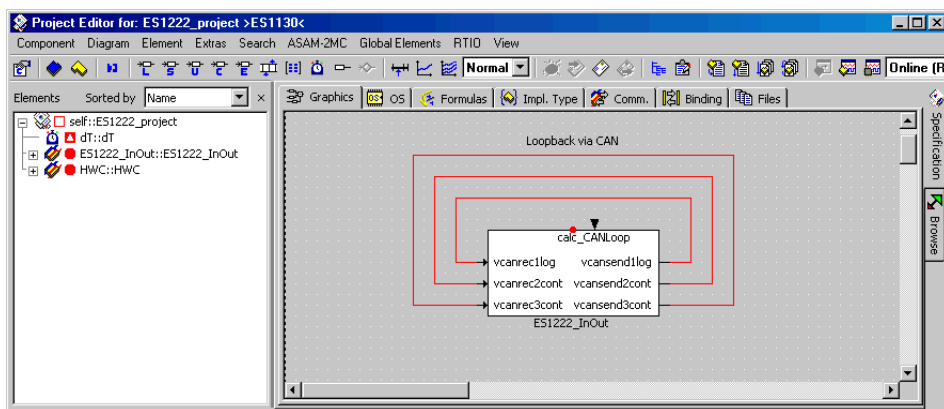 Project Editor for: ES1222_project >ES1130<
Component Diagram Element Extras Search ASAM-2MC Global Elements RTIO View
Normal
Elements Sorted by Name
Graphics OS Formulas Impl. Type Comm. Binding Files
self::ES1222_project
dT::dT
ES1222_InOut::ES1222_InOut
HWC::HWC
Loopback via CAN
calc_CANLoop
vcanrec1log vcansend1log
vcanrec2cont vcansend2cont
vcanrec3cont vcansend3cont
ES1222_InOut
Specification
Browse